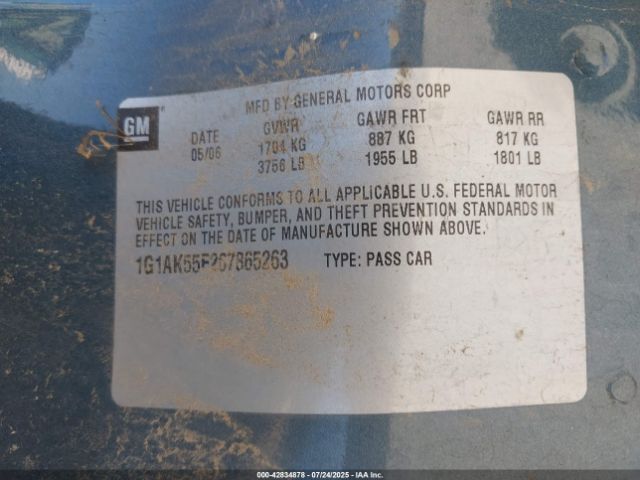 GM
MFD BY GENERAL MOTORS CORP
DATE GVWR GAWR FRT GAWR RR
05/06 1704 KG 887 KG 817 KG
3756 LB 1955 LB 1801 LB
THIS VEHICLE CONFORMS TO ALL APPLICABLE U.S. FEDERAL MOTOR
VEHICLE SAFETY, BUMPER, AND THEFT PREVENTION STANDARDS IN
EFFECT ON THE DATE OF MANUFACTURE SHOWN ABOVE.
1G1AK55F267665263 TYPE: PASS CAR
000-42834878 | 07/24/2025 | IAA Inc.